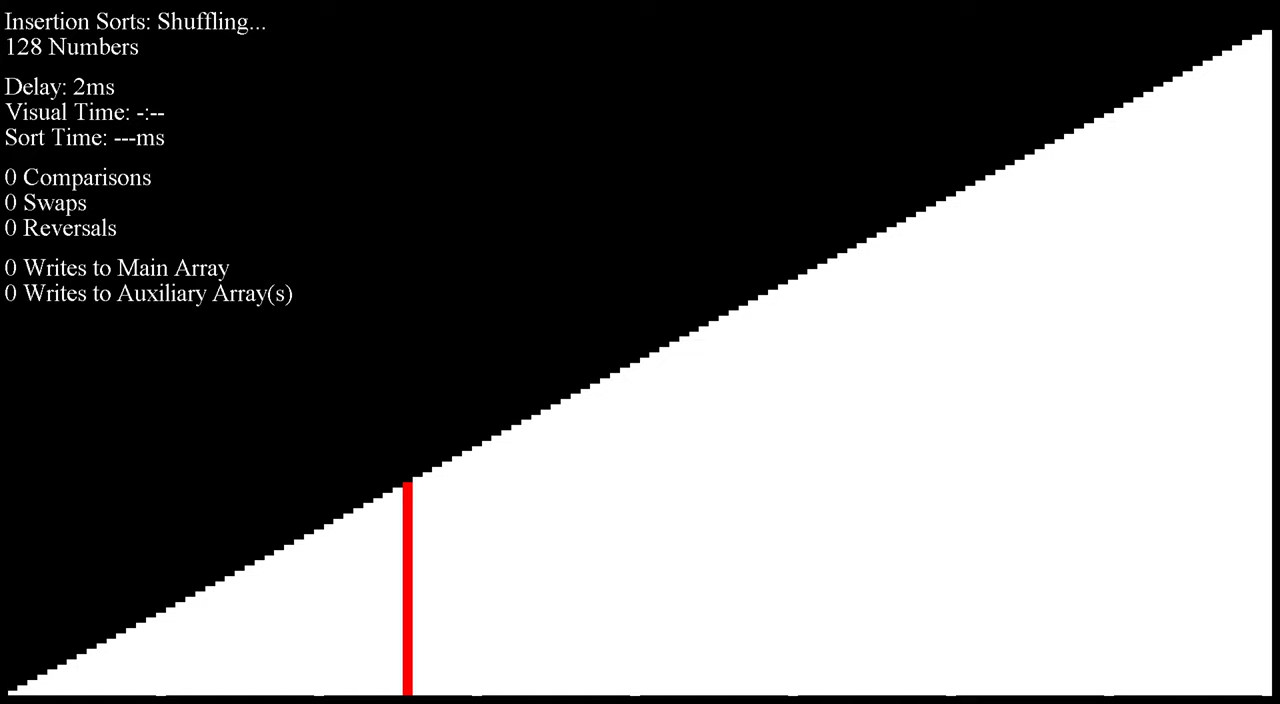 Insertion Sorts: Shuffling...
128 Numbers
Delay: 2ms
Visual Time: -:--
Sort Time: ---ms
0 Comparisons
0 Swaps
0 Reversals
0 Writes to Main Array
0 Writes to Auxiliary Array(s)